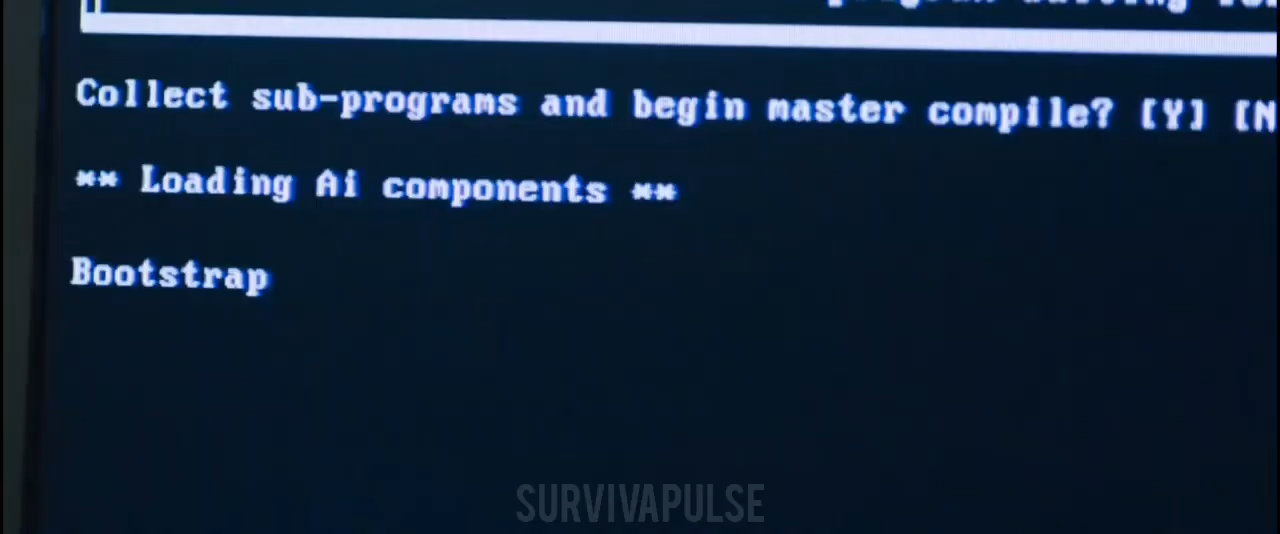 Collect sub-programs and begin master compile? [Y] [N
** Loading Ai components **
Bootstrap
SURVIVAPULSE